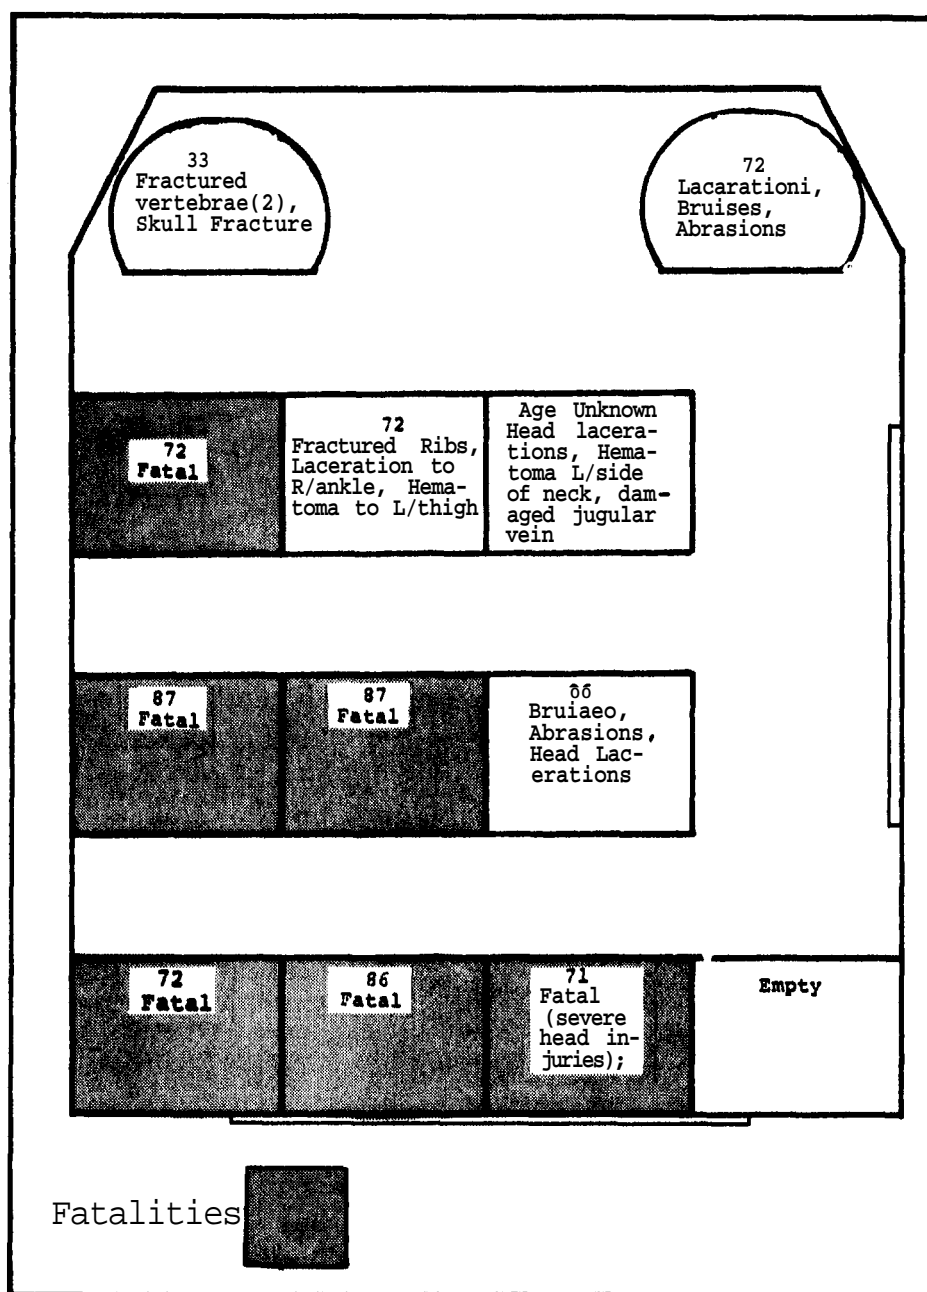 33
Fractured
vertebrae(2),
Skull Fracture
72
Lacarationi,
Bruises,
Abrasions
72
Fatal
72
Fractured Ribs,
Laceration to
R/ankle, Hema-
toma to L/thigh
Age Unknown
Head lacera-
tions, Hema-
toma L/side
of neck, dam-
aged jugular
vein
87
Fatal
87
Fatal
Bruiaeo,
Abrasions,
Head Lac-
erations
72
Fatal
86
Fatal
71
Fatal
(severe
head in-
juries);
Empty
Fatalities